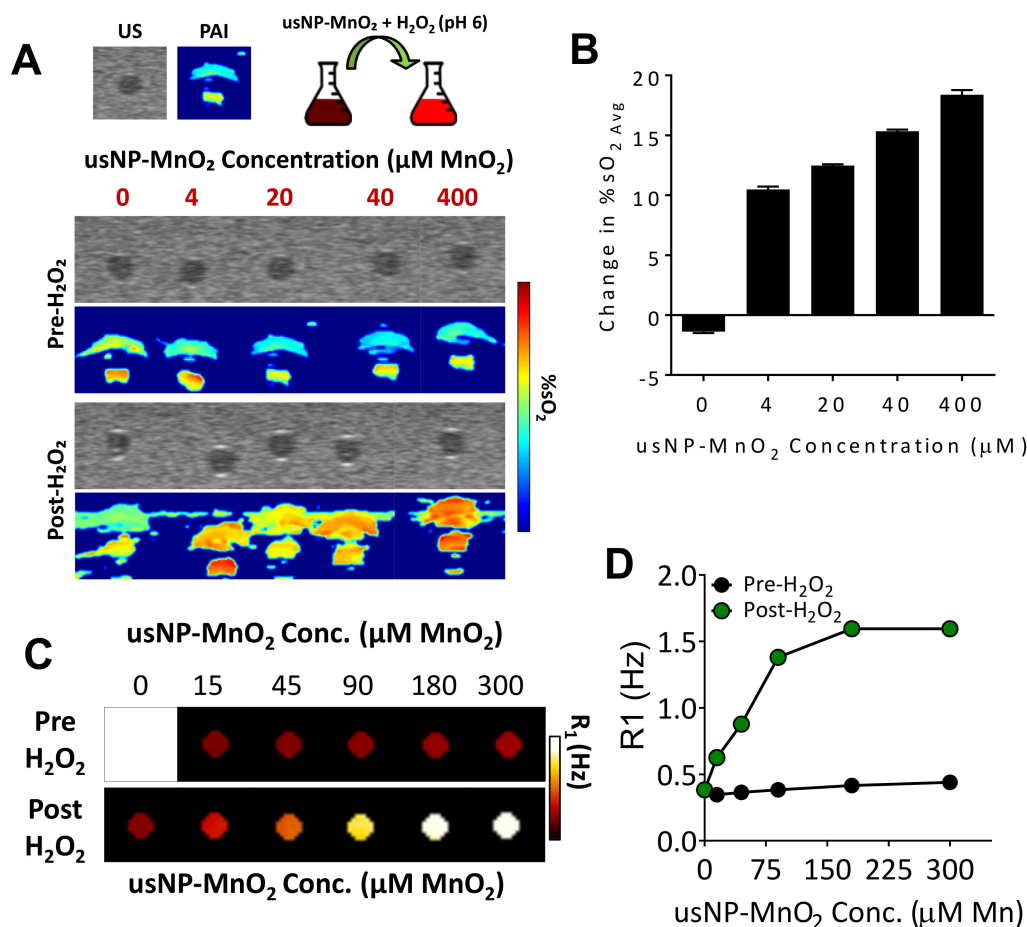 A
US
PAI
usNP-MnO₂ + H₂O₂ (pH 6)
usNP-MnO₂ Concentration (µM MnO₂)
0 4 20 40 400
Pre-H₂O₂
Post-H₂O₂
%sO₂
B
Change in %sO₂ Avg
20
15
10
5
0
-5
0 4 20 40 400
usNP-MnO₂ Concentration (µM)
C
usNP-MnO₂ Conc. (µM MnO₂)
0 15 45 90 180 300
Pre
H₂O₂
Post
H₂O₂
R₁ (Hz)
usNP-MnO₂ Conc. (µM MnO₂)
D
Pre-H₂O₂
Post-H₂O₂
R1 (Hz)
2.0
1.5
1.0
0.5
0.0
0 75 150 225 300
usNP-MnO₂ Conc. (µM Mn)